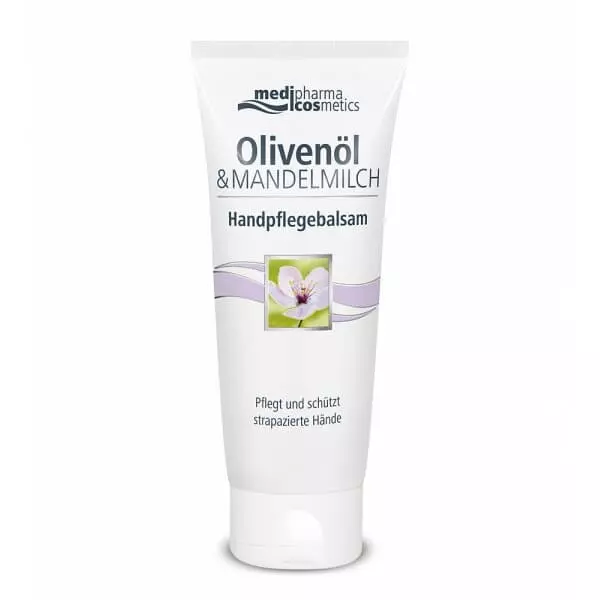 medipharma
cosmetics
Olivenöl
&MANDELMILCH
Handpflegebalsam
Pflegt und schützt
strapazierte Hände